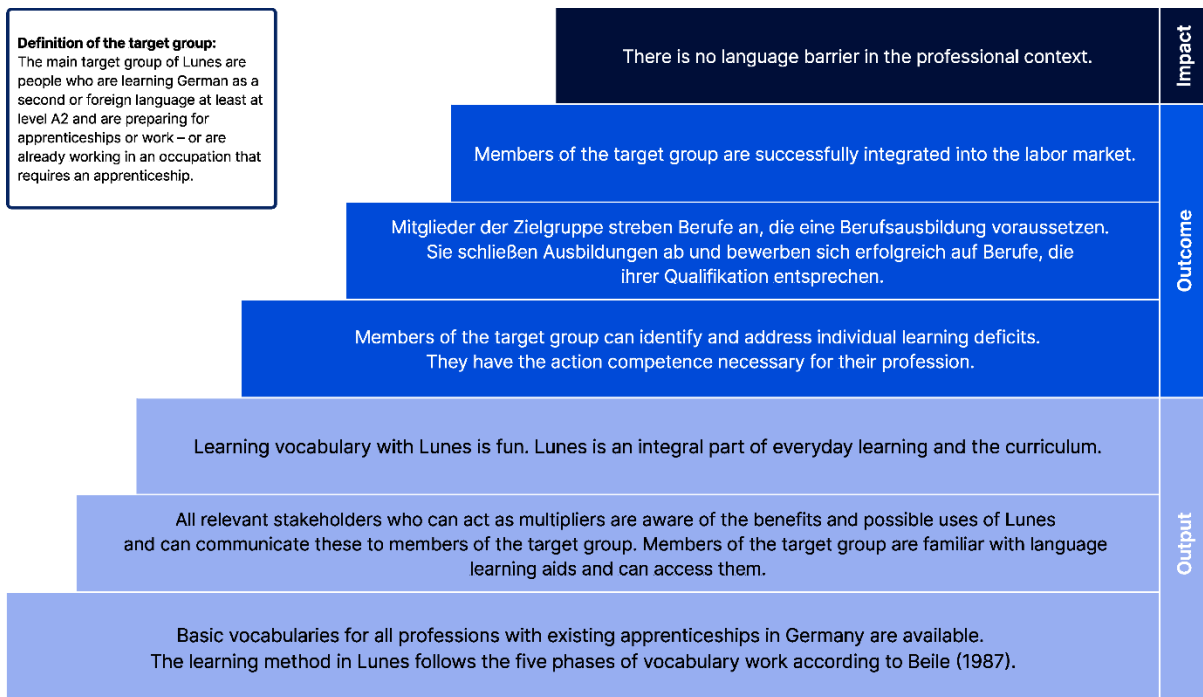 Definition of the target group:
The main target group of Lunes are
people who are learning German as a
second or foreign language at least at
level A2 and are preparing for
apprenticeships or work – or are
already working in an occupation that
requires an apprenticeship.
There is no language barrier in the professional context.
Impact
Members of the target group are successfully integrated into the labor market.
Mitglieder der Zielgruppe streben Berufe an, die eine Berufsausbildung voraussetzen.
Sie schließen Ausbildungen ab und bewerben sich erfolgreich auf Berufe, die
ihrer Qualifikation entsprechen.
Members of the target group can identify and address individual learning deficits.
They have the action competence necessary for their profession.
Outcome
Learning vocabulary with Lunes is fun. Lunes is an integral part of everyday learning and the curriculum.
All relevant stakeholders who can act as multipliers are aware of the benefits and possible uses of Lunes
and can communicate these to members of the target group. Members of the target group are familiar with language
learning aids and can access them.
Basic vocabularies for all professions with existing apprenticeships in Germany are available.
The learning method in Lunes follows the five phases of vocabulary work according to Beile (1987).
Output